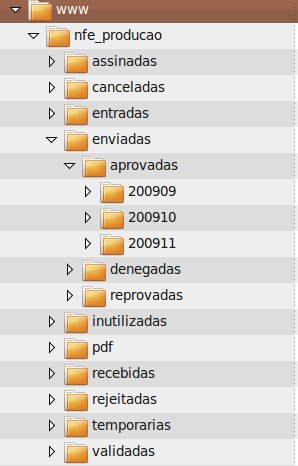 www
nfe_producao
assinadas
canceladas
entradas
enviadas
aprovadas
200909
200910
200911
denegadas
reprovadas
inutilizadas
pdf
recebidas
rejeitadas
temporarias
validadas